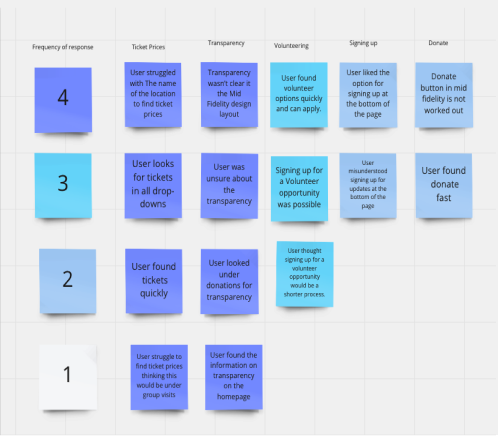 Frequency of response
Ticket Prices
Transparency
Volunteering
Signing up
Donate
4
User struggled
with The name
of the location
to find ticket
prices
Transparency
wasn't clear it
the Mid
Fidelity design
layout
User found
volunteer
options quickly
and can apply.
User liked the
option for
signing up at
the bottom of
the page
Donate
button in mid
fidelity is not
worked out
3
User looks
for tickets
in all drop-
downs
User was
unsure about
the
transparency
Signing up for
a Volunteer
opportunity
was possible
User
misunderstood
signing up for
updates at the
bottom of the
page
User found
donate
fast
2
User found
tickets
quickly
User looked
under
donations for
transparency
User thought
signing up for a
volunteer
opportunity
would be a
shorter process.
1
User struggle to
find ticket prices
thinking this
would be under
group visits
User found the
information on
transparency
on the
homepage